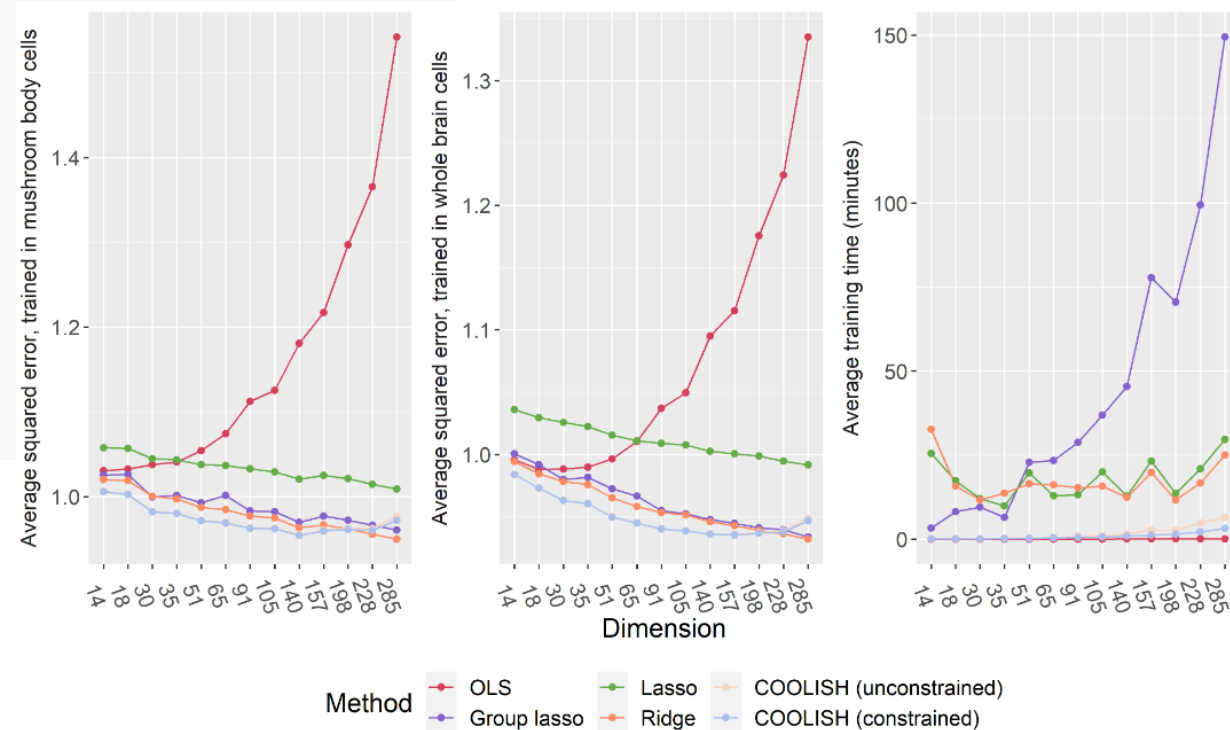 Average squared error, trained in mushroom body cells
1.4
1.2
1.0
14 18 30 35 51 65 91 105 140 157 198 228 285
Average squared error, trained in whole brain cells
1.3
1.2
1.1
1.0
14 18 30 35 51 65 91 105 140 157 198 228 285
Average training time (minutes)
150
100
50
0
14 18 30 35 51 65 91 105 140 157 198 228 285
Dimension
Method
OLS
Lasso
COOLISH (unconstrained)
Group lasso
Ridge
COOLISH (constrained)